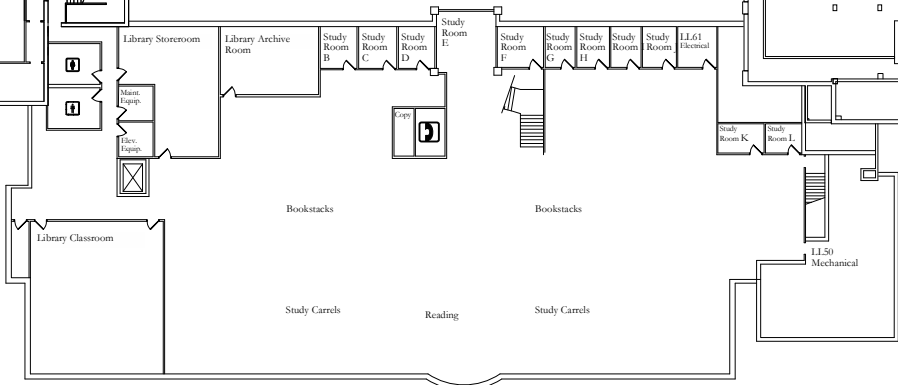 Library Storeroom
Library Archive
Room
Study
Room
B
Study
Room
C
Study
Room
D
Study
Room
E
Study
Room
F
Study
Room
G
Study
Room
H
Study
Room
Study
Room
LL61
Electrical
Maint.
Equip.
Elev.
Equip.
Copy
Study
Room K
Study
Room L
Bookstacks
Bookstacks
Library Classroom
LL50
Mechanical
Study Carrels
Reading
Study Carrels